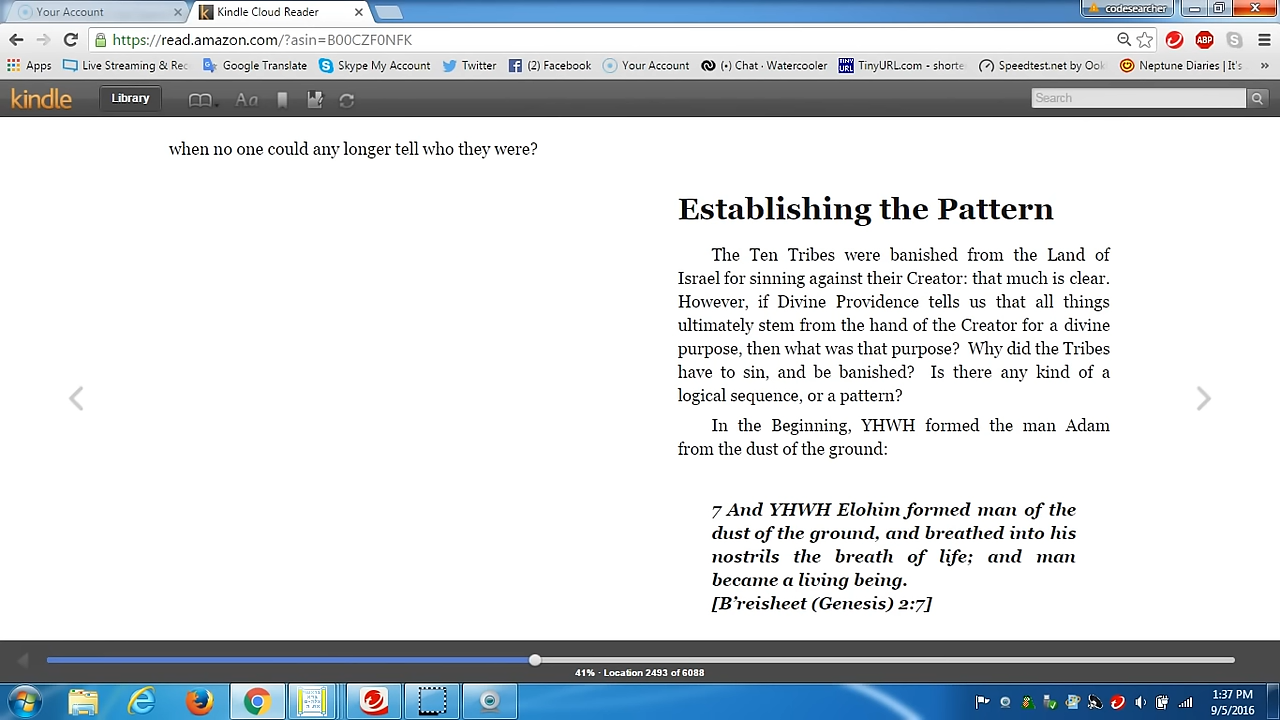 Your Account
Kindle Cloud Reader
codesearcher
https://read.amazon.com/?asin=B00CZF0NFK
ABP
Apps
Live Streaming & Rec
Google Translate
Skype My Account
Twitter
(2) Facebook
Your Account
(•) Chat · Watercooler
TINY URL
TinyURL.com - shorte
Speedtest.net by Ook
Neptune Diaries | It's
»
kindle
Library
Aa
Search
when no one could any longer tell who they were?
Establishing the Pattern
The Ten Tribes were banished from the Land of
Israel for sinning against their Creator: that much is clear.
However, if Divine Providence tells us that all things
ultimately stem from the hand of the Creator for a divine
purpose, then what was that purpose? Why did the Tribes
have to sin, and be banished? Is there any kind of a
logical sequence, or a pattern?
In the Beginning, YHWH formed the man Adam
from the dust of the ground:
7 And YHWH Elohim formed man of the
dust of the ground, and breathed into his
nostrils the breath of life; and man
became a living being.
[B’reisheet (Genesis) 2:7]
41% · Location 2493 of 6088
1:37 PM
9/5/2016